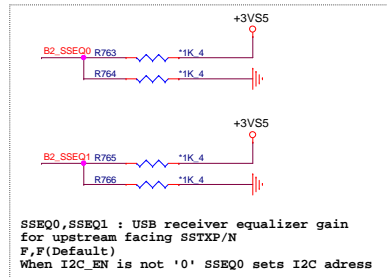 +3VS5
B2_SSEQ0 R763 *1K_4
R764 *1K_4
+3VS5
B2_SSEQ1 R765 *1K_4
R766 *1K_4
SSEQ0,SSEQ1 : USB receiver equalizer gain
for upstream facing SSTXP/N
F,F(Default)
When I2C_EN is not '0' SSEQ0 sets I2C adress